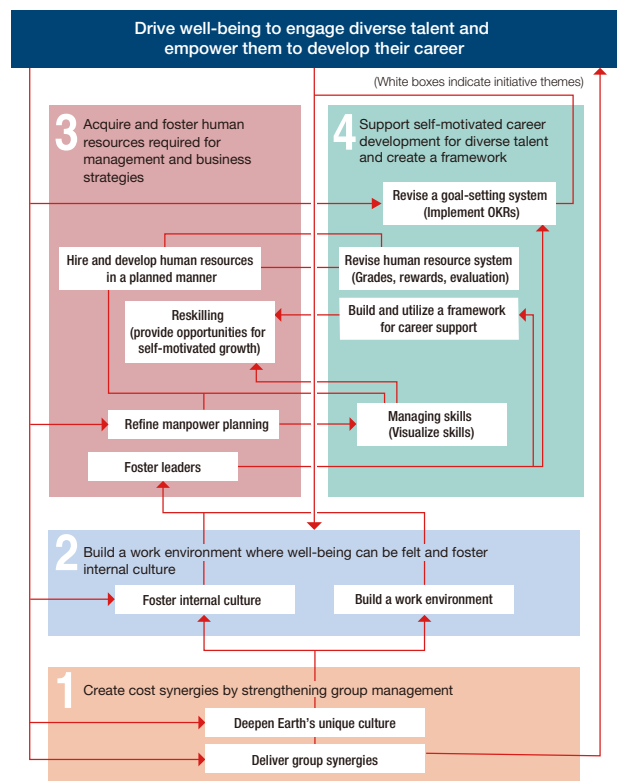 Drive well-being to engage diverse talent and
empower them to develop their career
(White boxes indicate initiative themes)
3
Acquire and foster human
resources required for
management and business
strategies
4
Support self-motivated career
development for diverse talent
and create a framework
Revise a goal-setting system
(Implement OKRs)
Hire and develop human resources
in a planned manner
Revise human resource system
(Grades, rewards, evaluation)
Reskilling
(provide opportunities for
self-motivated growth)
Build and utilize a framework
for career support
Refine manpower planning
Managing skills
(Visualize skills)
Foster leaders
2
Build a work environment where well-being can be felt and foster
internal culture
Foster internal culture
Build a work environment
1
Create cost synergies by strengthening group management
Deepen Earth's unique culture
Deliver group synergies